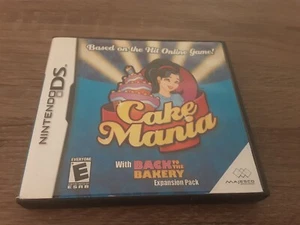 Based on the Hit Online Game!
NINTENDO DS
Cake
Mania
With BACK TO THE
BAKERY
Expansion Pack
EVERYONE
E
ESRB
MAJESCO